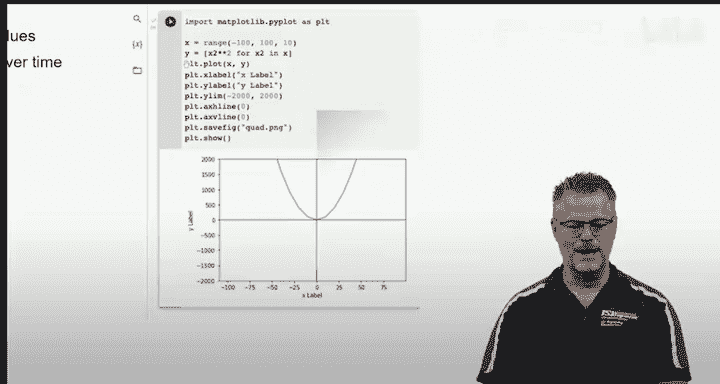 lues
ver time
{x}
import matplotlib.pyplot as plt
x = range(-100, 100, 10)
y = [x2**2 for x2 in x]
lt.plot(x, y)
plt.xlabel("x Label")
plt.ylabel("y Label")
plt.ylim(-2000, 2000)
plt.axhline(0)
plt.axvline(0)
plt.savefig("quad.png")
plt.show()
2000
1500
1000
500
0
-500
-1000
-1500
-2000
y Label
-100 -75 -50 -25 0 25 50 75
x Label